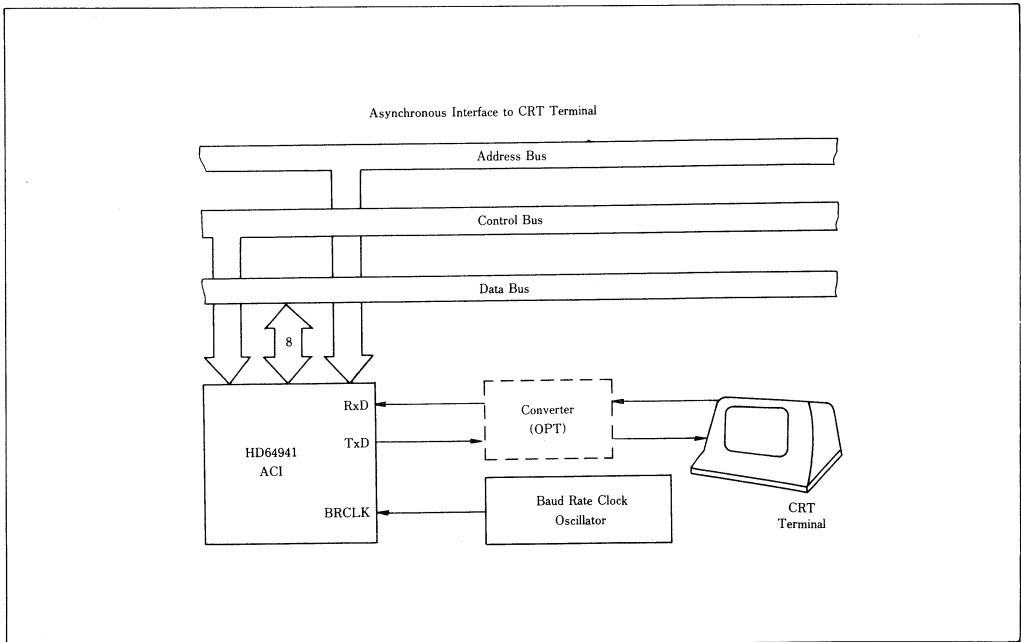 Asynchronous Interface to CRT Terminal
Address Bus
Control Bus
Data Bus
8
RxD
TxD
HD64941
ACI
BRCLK
Converter
(OPT)
Baud Rate Clock
Oscillator
CRT
Terminal